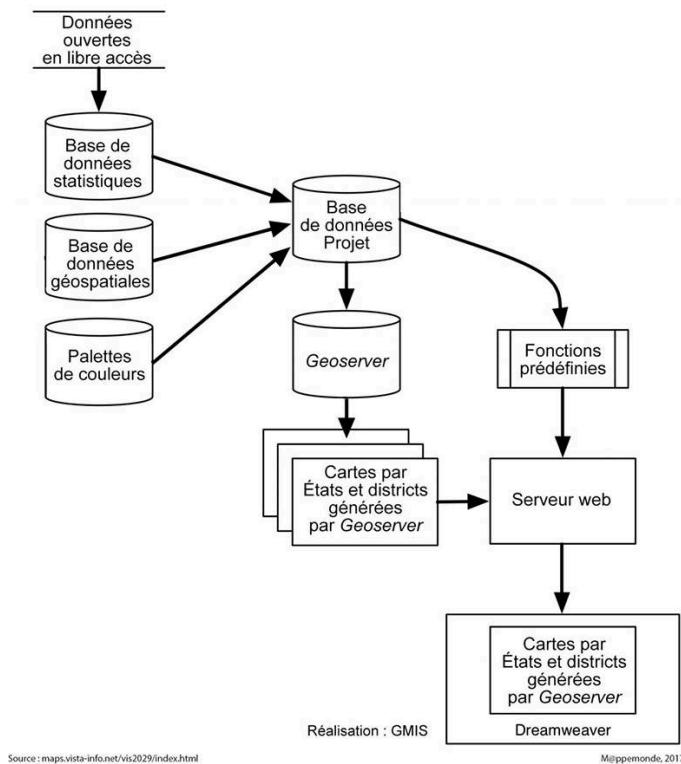 Données
ouvertes
en libre accès
Base de
données
statistiques
Base de
données
géospatiales
Palettes
de couleurs
Base
de données
Projet
Geoserver
Fonctions
prédéfinies
Cartes par
États et districts
générées
par Geoserver
Serveur web
Cartes par
États et districts
générées
par Geoserver
Réalisation : GMIS
Dreamweaver
Source : maps.vista-info.net/vis2029/index.html
M@ppemonde, 2017